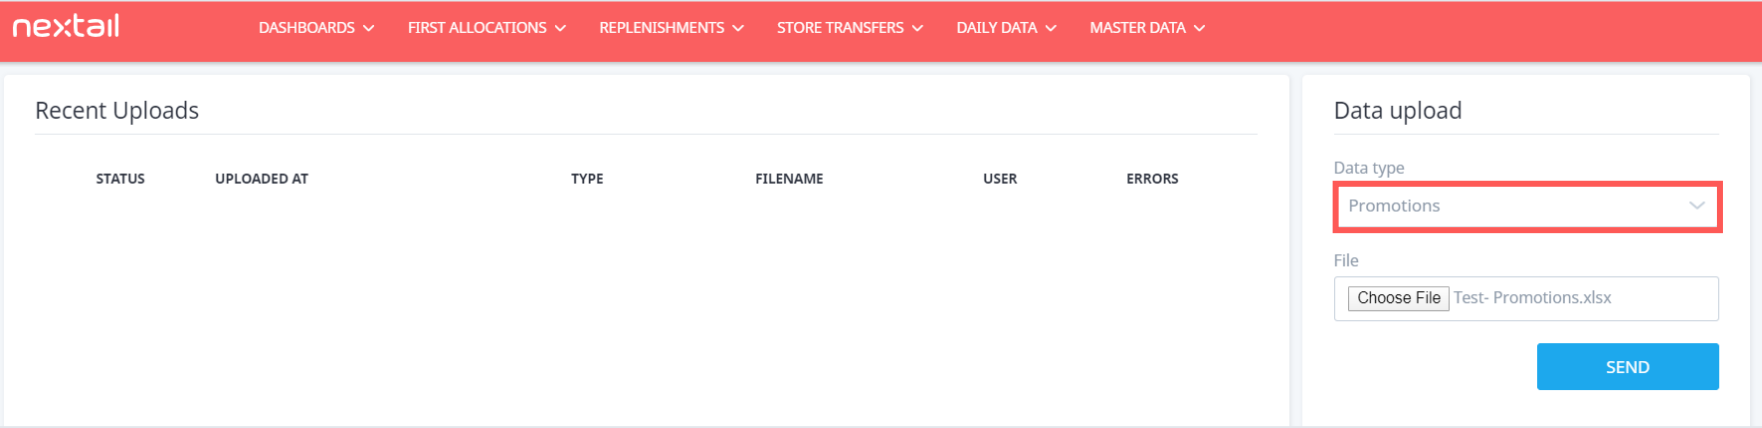 nextail DASHBOARDS FIRST ALLOCATIONS REPLENISHMENTS STORE TRANSFERS DAILY DATA MASTER DATA
Recent Uploads
STATUS UPLOADED AT TYPE FILENAME USER ERRORS
Data upload
Data type
Promotions
File
Choose File Test- Promotions.xlsx
SEND